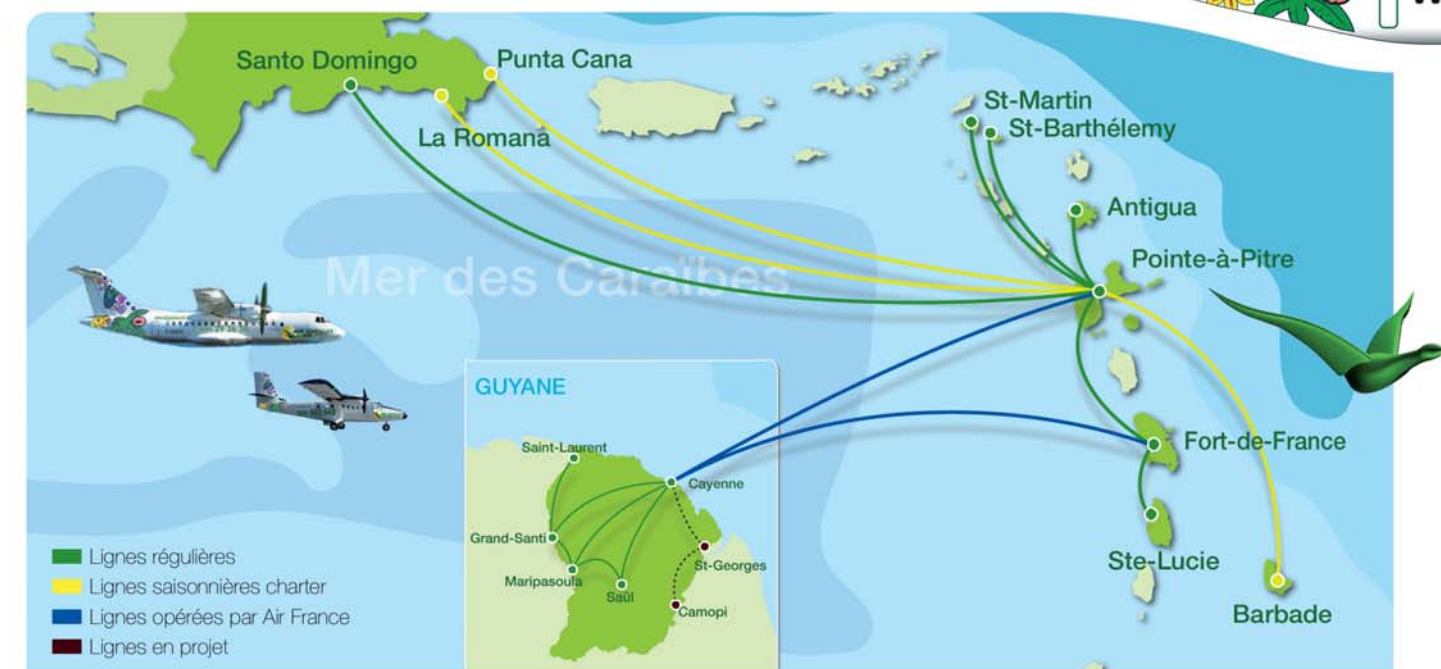 Santo Domingo
Punta Cana
La Romana
St-Martin
St-Barthélemy
Antigua
Pointe-à-Pitre
Mer des Caraïbes
GUYANE
Saint-Laurent
Cayenne
Grand-Santi
St-Georges
Maripasoula
Saül
Camopi
Fort-de-France
Ste-Lucie
Barbade
Lignes régulières
Lignes saisonnières charter
Lignes opérées par Air France
Lignes en projet